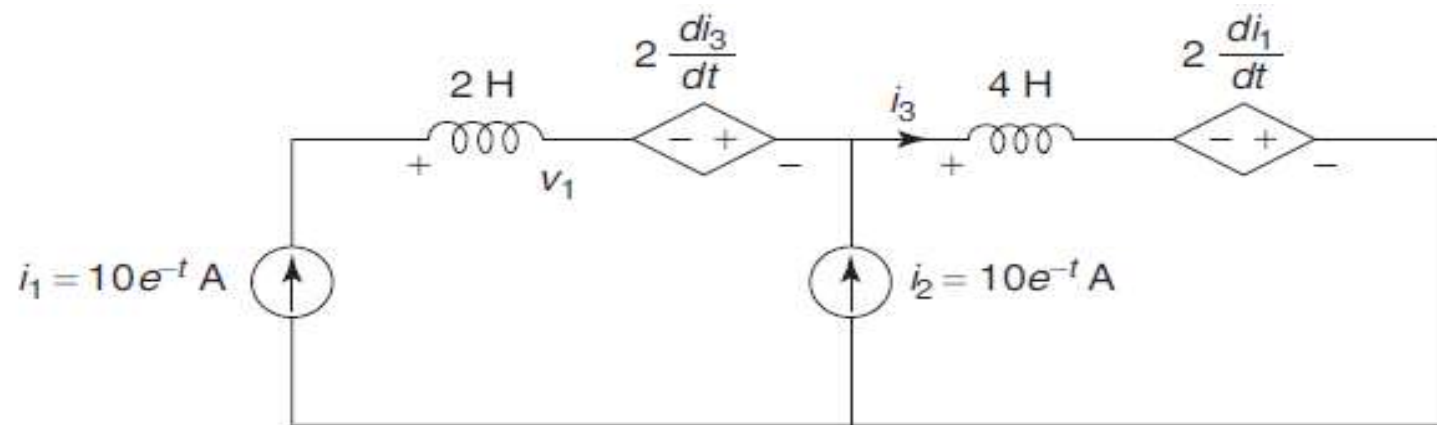 2 H
2 di₃/dt
i₃
4 H
2 di₁/dt
− +
− +
+
v₁
−
+
−
i₁ = 10e⁻ᵗ A
i₂ = 10e⁻ᵗ A